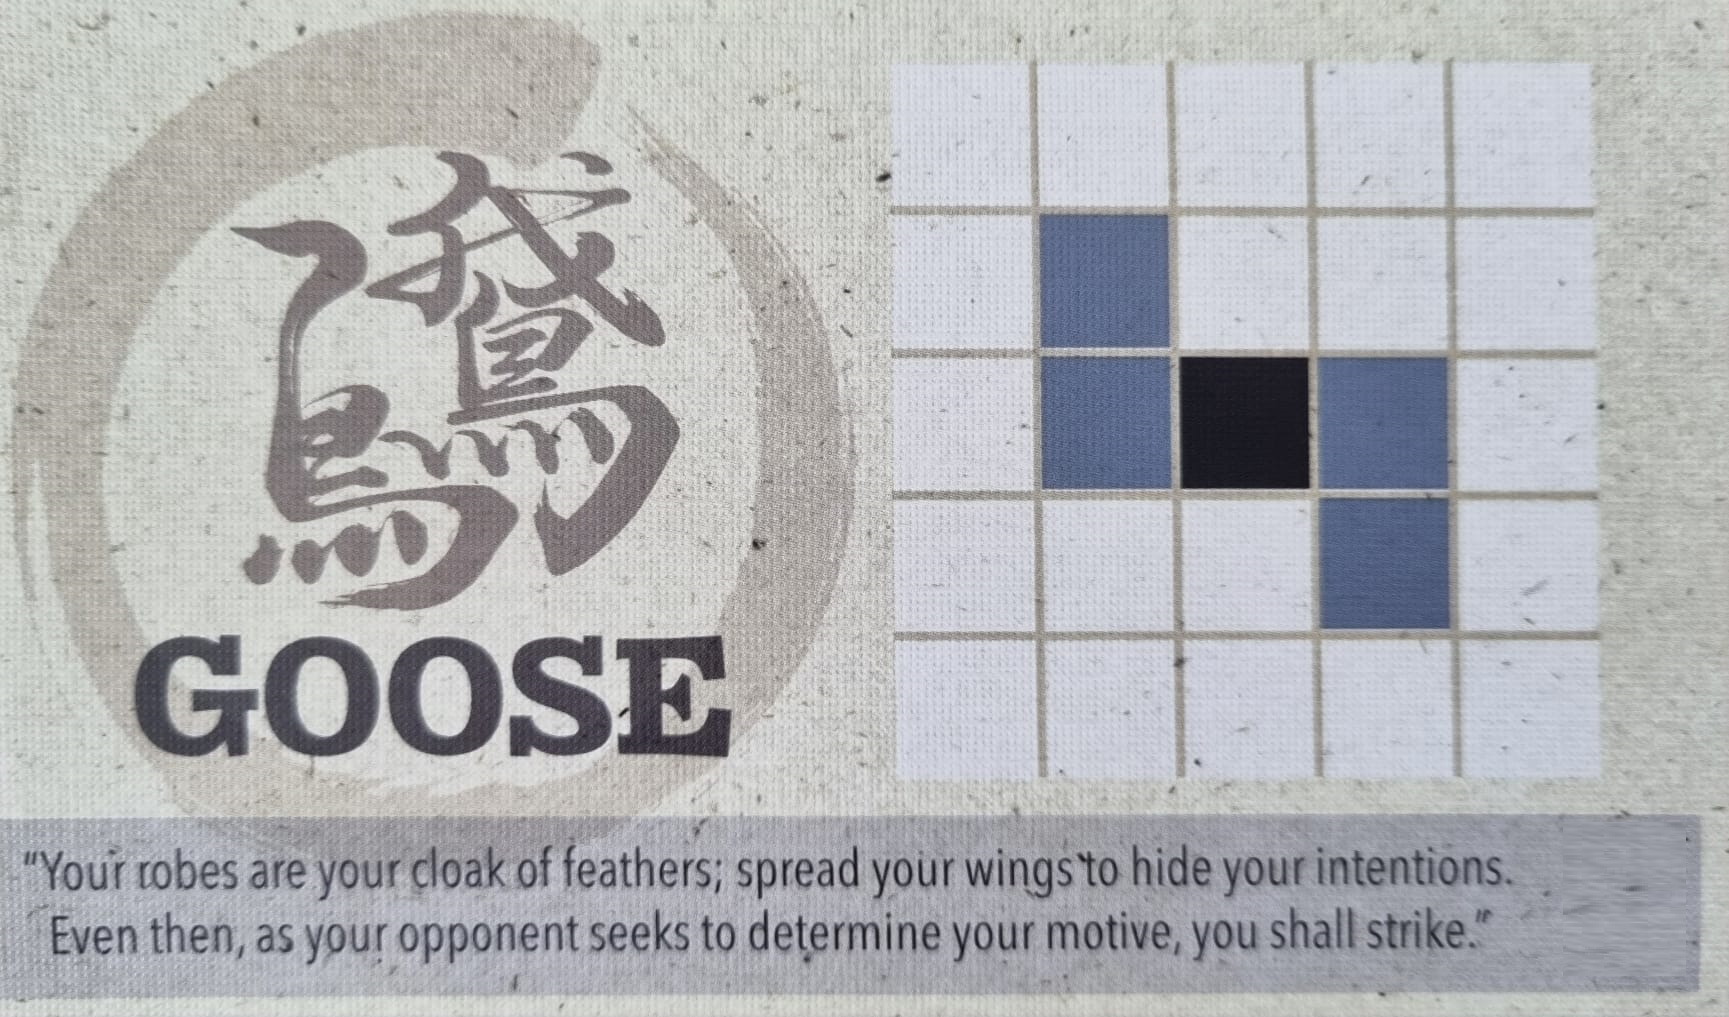 鵞鳥
GOOSE
"Your robes are your cloak of feathers; spread your wings to hide your intentions.
Even then, as your opponent seeks to determine your motive, you shall strike."